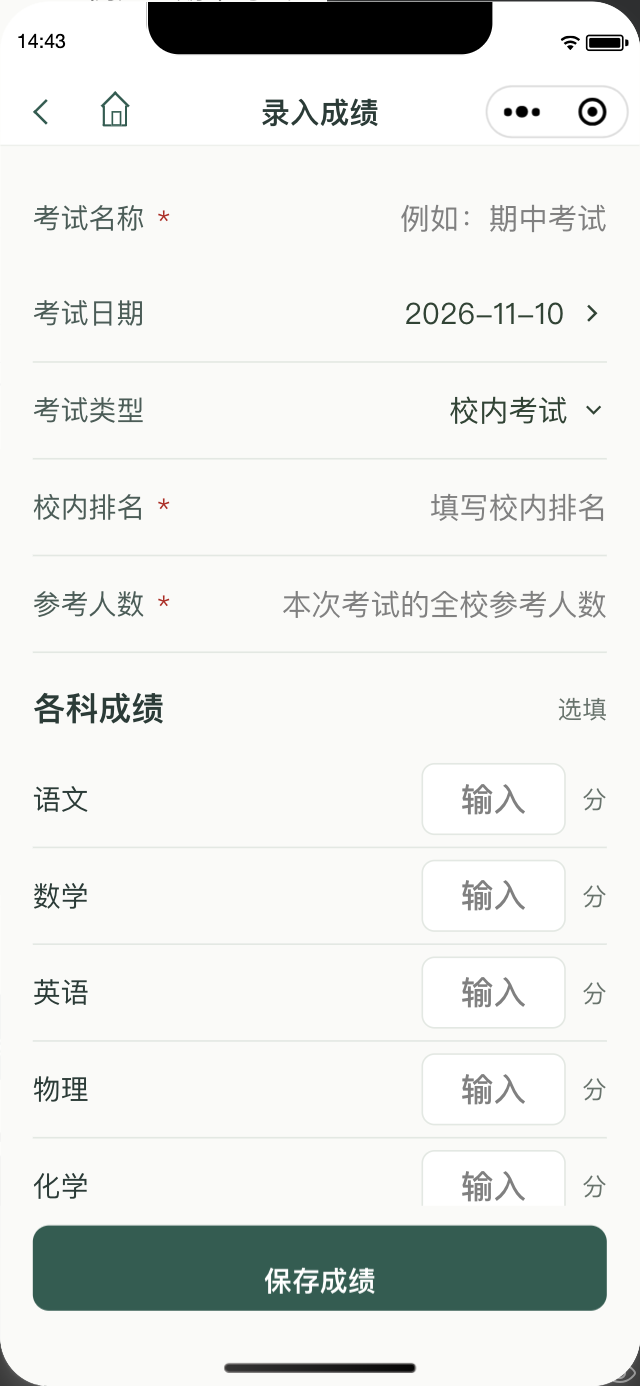 14:43
录入成绩
考试名称 * 例如：期中考试
考试日期 2026-11-10
考试类型 校内考试
校内排名 * 填写校内排名
参考人数 * 本次考试的全校参考人数
各科成绩 选填
语文 输入 分
数学 输入 分
英语 输入 分
物理 输入 分
化学 输入 分
保存成绩